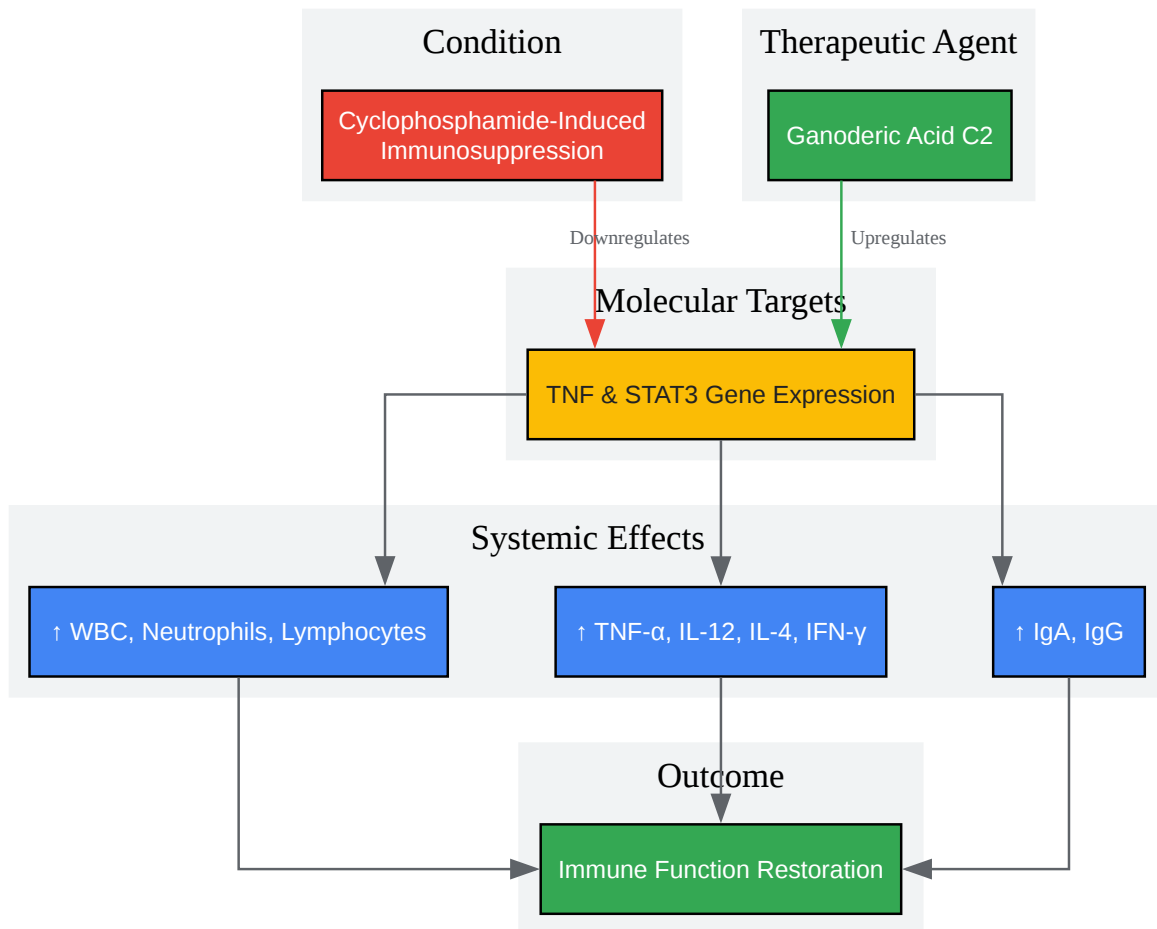 Condition
Therapeutic Agent
Cyclophosphamide-Induced
Immunosuppression
Ganoderic Acid C2
Downregulates
Upregulates
Molecular Targets
TNF & STAT3 Gene Expression
Systemic Effects
↑ WBC, Neutrophils, Lymphocytes
↑ TNF-α, IL-12, IL-4, IFN-γ
↑ IgA, IgG
Outcome
Immune Function Restoration